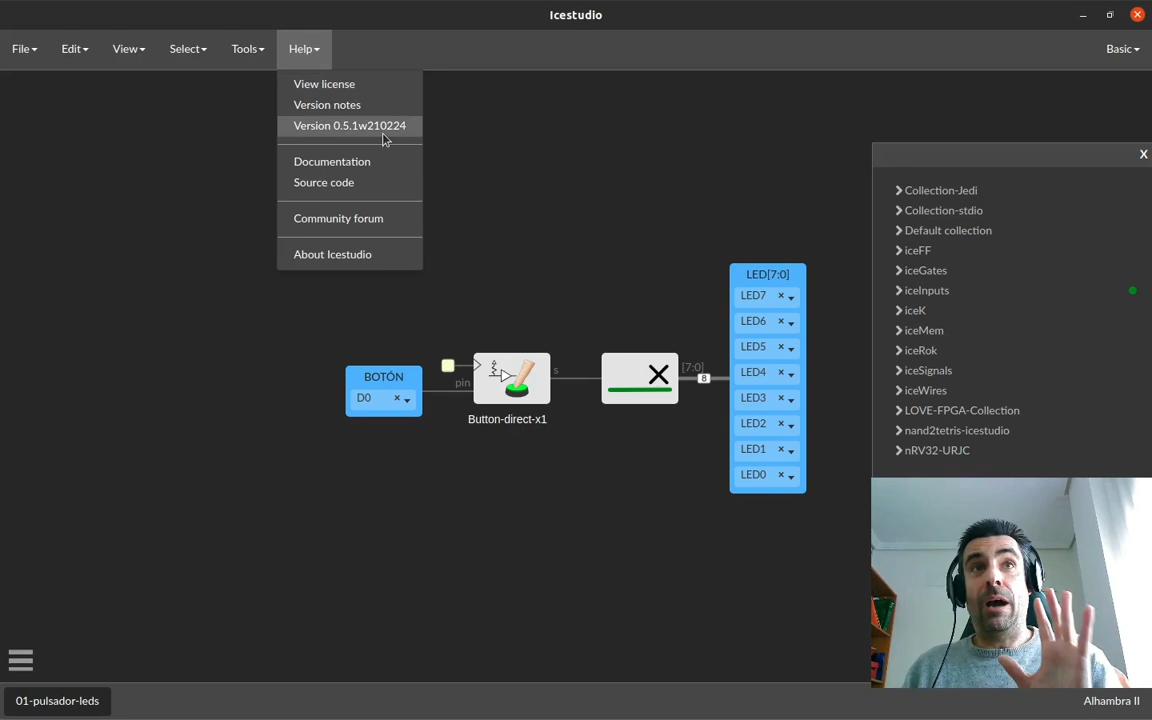 Icestudio
File Edit View Select Tools Help Basic
View license
Version notes
Version 0.5.1w210224
Documentation
Source code
Community forum
About Icestudio
X
Collection-Jedi
Collection-stdio
Default collection
iceFF
iceGates
iceInputs
iceK
iceMem
iceRok
iceSignals
iceWires
LOVE-FPGA-Collection
nand2tetris-icestudio
nRV32-URJC
BOTÓN
D0
pin
s
Button-direct-x1
[7:0]
8
LED[7:0]
LED7
LED6
LED5
LED4
LED3
LED2
LED1
LED0
01-pulsador-leds
Alhambra II